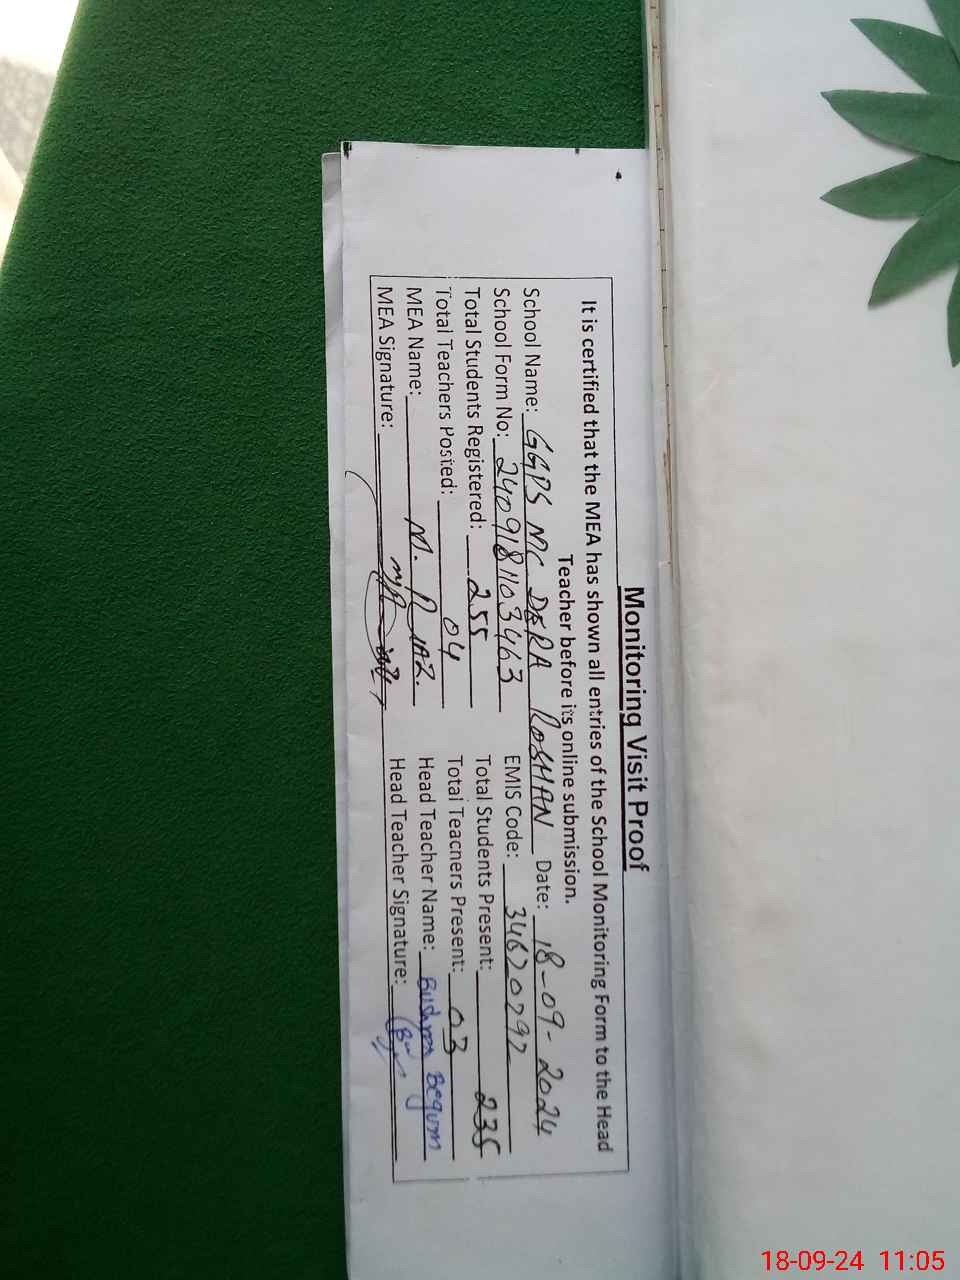 Monitoring Visit Proof
It is certified that the MEA has shown all entries of the School Monitoring Form to the Head
Teacher before its online submission.
School Name: GGPS MC DERA ROSHAN Date: 18-09-2024
School Form No: 2409181103463 EMIS Code: 34620292
Total Students Registered: 255 Total Students Present: 235
Total Teachers Posted: 04 Total Teachers Present: 03
MEA Name: M. RIAZ. Head Teacher Name: Bushra Begum
MEA Signature: Head Teacher Signature:
18-09-24 11:05